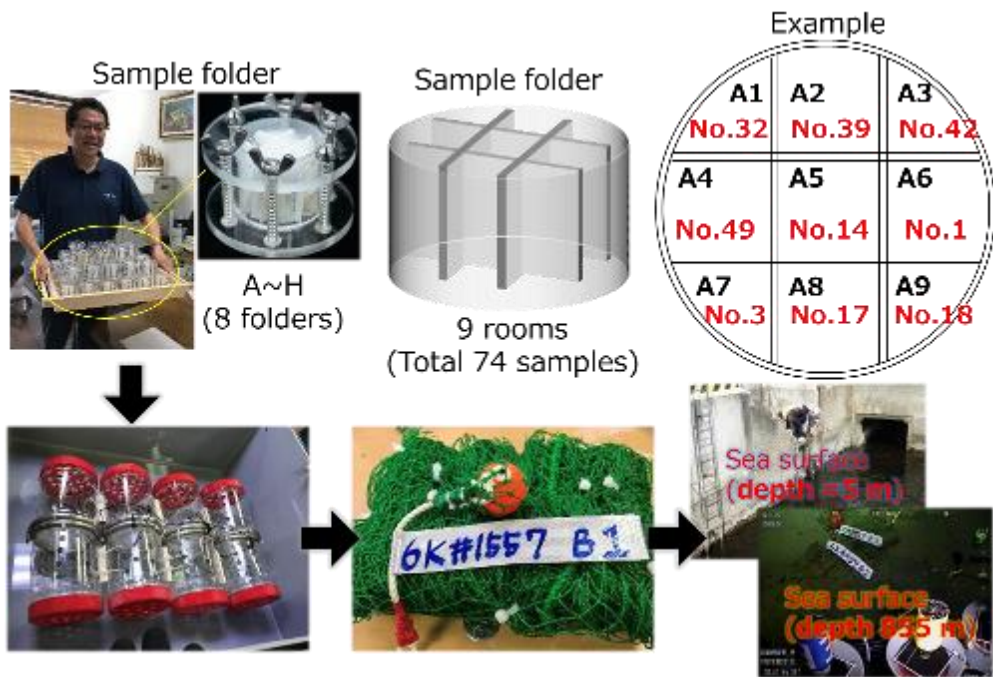 Example
Sample folder
Sample folder
A1 A2 A3
No.32 No.39 No.42
A4 A5 A6
No.49 No.14 No.1
A7 A8 A9
No.3 No.17 No.18
A~H
(8 folders)
9 rooms
(Total 74 samples)
6K#1557 B1
Sea surface
(depth =5 m)
Sea surface
(depth 855 m)